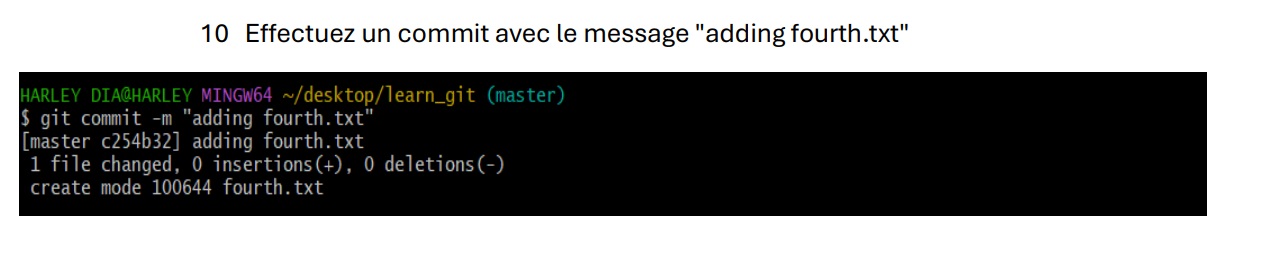 10 Effectuez un commit avec le message "adding fourth.txt"
HARLEY DIA@HARLEY MINGW64 ~/desktop/learn_git (master)
$ git commit -m "adding fourth.txt"
[master c254b32] adding fourth.txt
 1 file changed, 0 insertions(+), 0 deletions(-)
 create mode 100644 fourth.txt